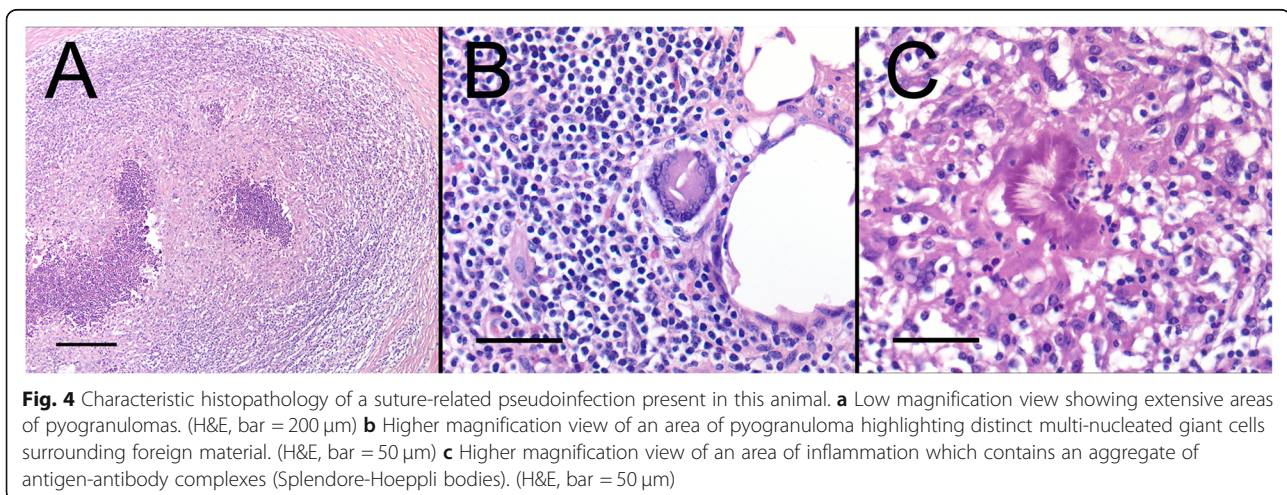 A
B
C
Fig. 4 Characteristic histopathology of a suture-related pseudoinfection present in this animal. a Low magnification view showing extensive areas
of pyogranulomas. (H&E, bar = 200 μm) b Higher magnification view of an area of pyogranuloma highlighting distinct multi-nucleated giant cells
surrounding foreign material. (H&E, bar = 50 μm) c Higher magnification view of an area of inflammation which contains an aggregate of
antigen-antibody complexes (Splendore-Hoeppli bodies). (H&E, bar = 50 μm)